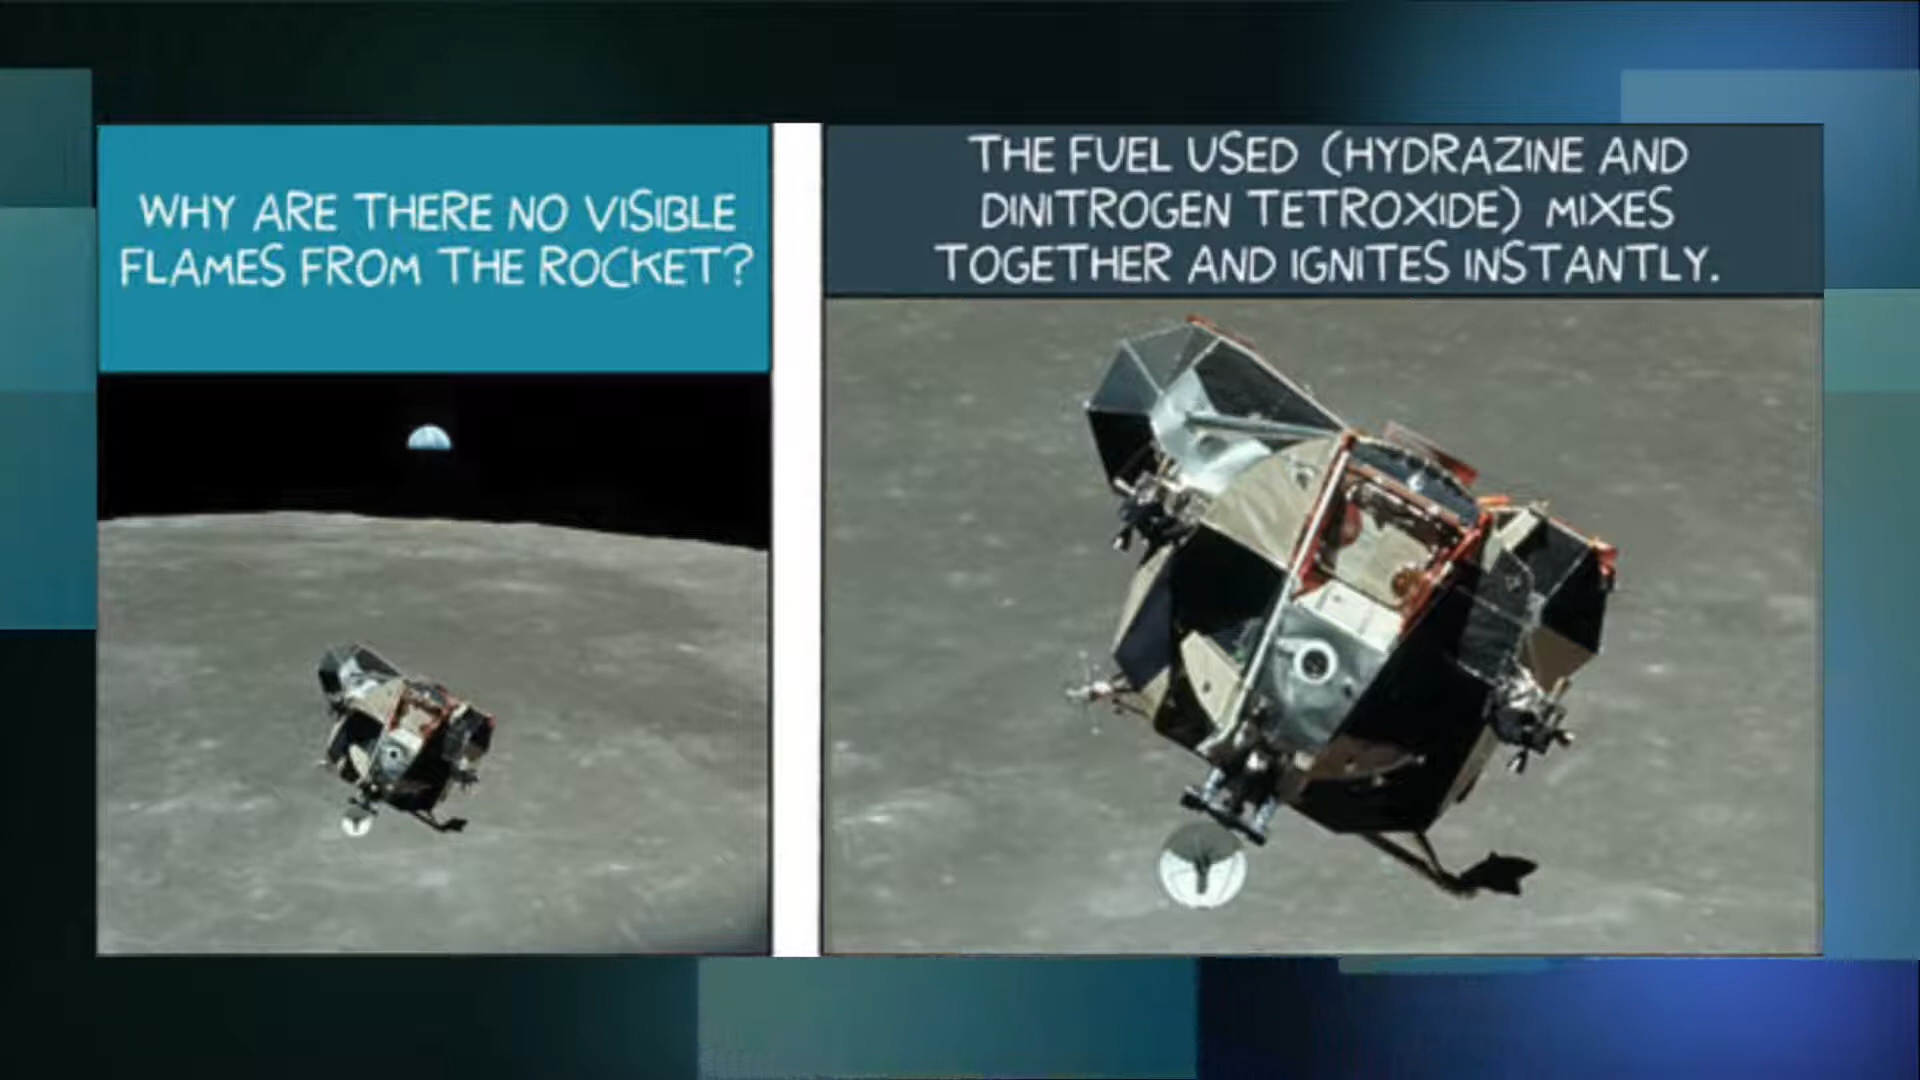 WHY ARE THERE NO VISIBLE
FLAMES FROM THE ROCKET?
THE FUEL USED (HYDRAZINE AND
DINITROGEN TETROXIDE) MIXES
TOGETHER AND IGNITES INSTANTLY.